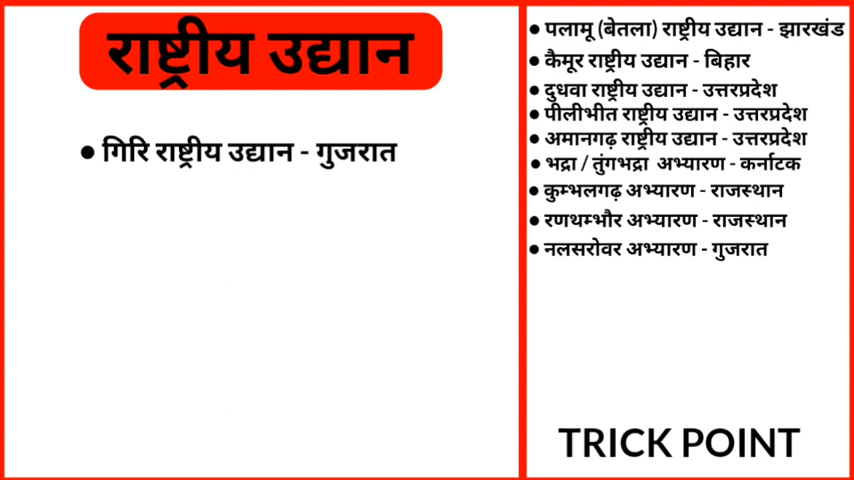 राष्ट्रीय उद्यान
● गिरि राष्ट्रीय उद्यान - गुजरात
● पलामू (बेतला) राष्ट्रीय उद्यान - झारखंड
● कैमूर राष्ट्रीय उद्यान - बिहार
● दुधवा राष्ट्रीय उद्यान - उत्तरप्रदेश
● पीलीभीत राष्ट्रीय उद्यान - उत्तरप्रदेश
● अमानगढ़ राष्ट्रीय उद्यान - उत्तरप्रदेश
● भद्रा / तुंगभद्रा अभ्यारण - कर्नाटक
● कुम्भलगढ़ अभ्यारण - राजस्थान
● रणथम्भौर अभ्यारण - राजस्थान
● नलसरोवर अभ्यारण - गुजरात
TRICK POINT